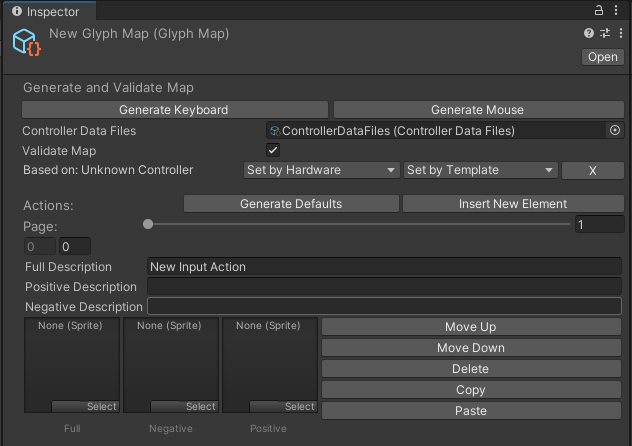 Inspector
New Glyph Map (Glyph Map)
Open
Generate and Validate Map
Generate Keyboard Generate Mouse
Controller Data Files ControllerDataFiles (Controller Data Files)
Validate Map
Based on: Unknown Controller Set by Hardware Set by Template X
Actions: Generate Defaults Insert New Element
Page: 1
0 0
Full Description New Input Action
Positive Description
Negative Description
None (Sprite) None (Sprite) None (Sprite) Move Up
Move Down
Delete
Copy
Select Select Select Paste
Full Negative Positive